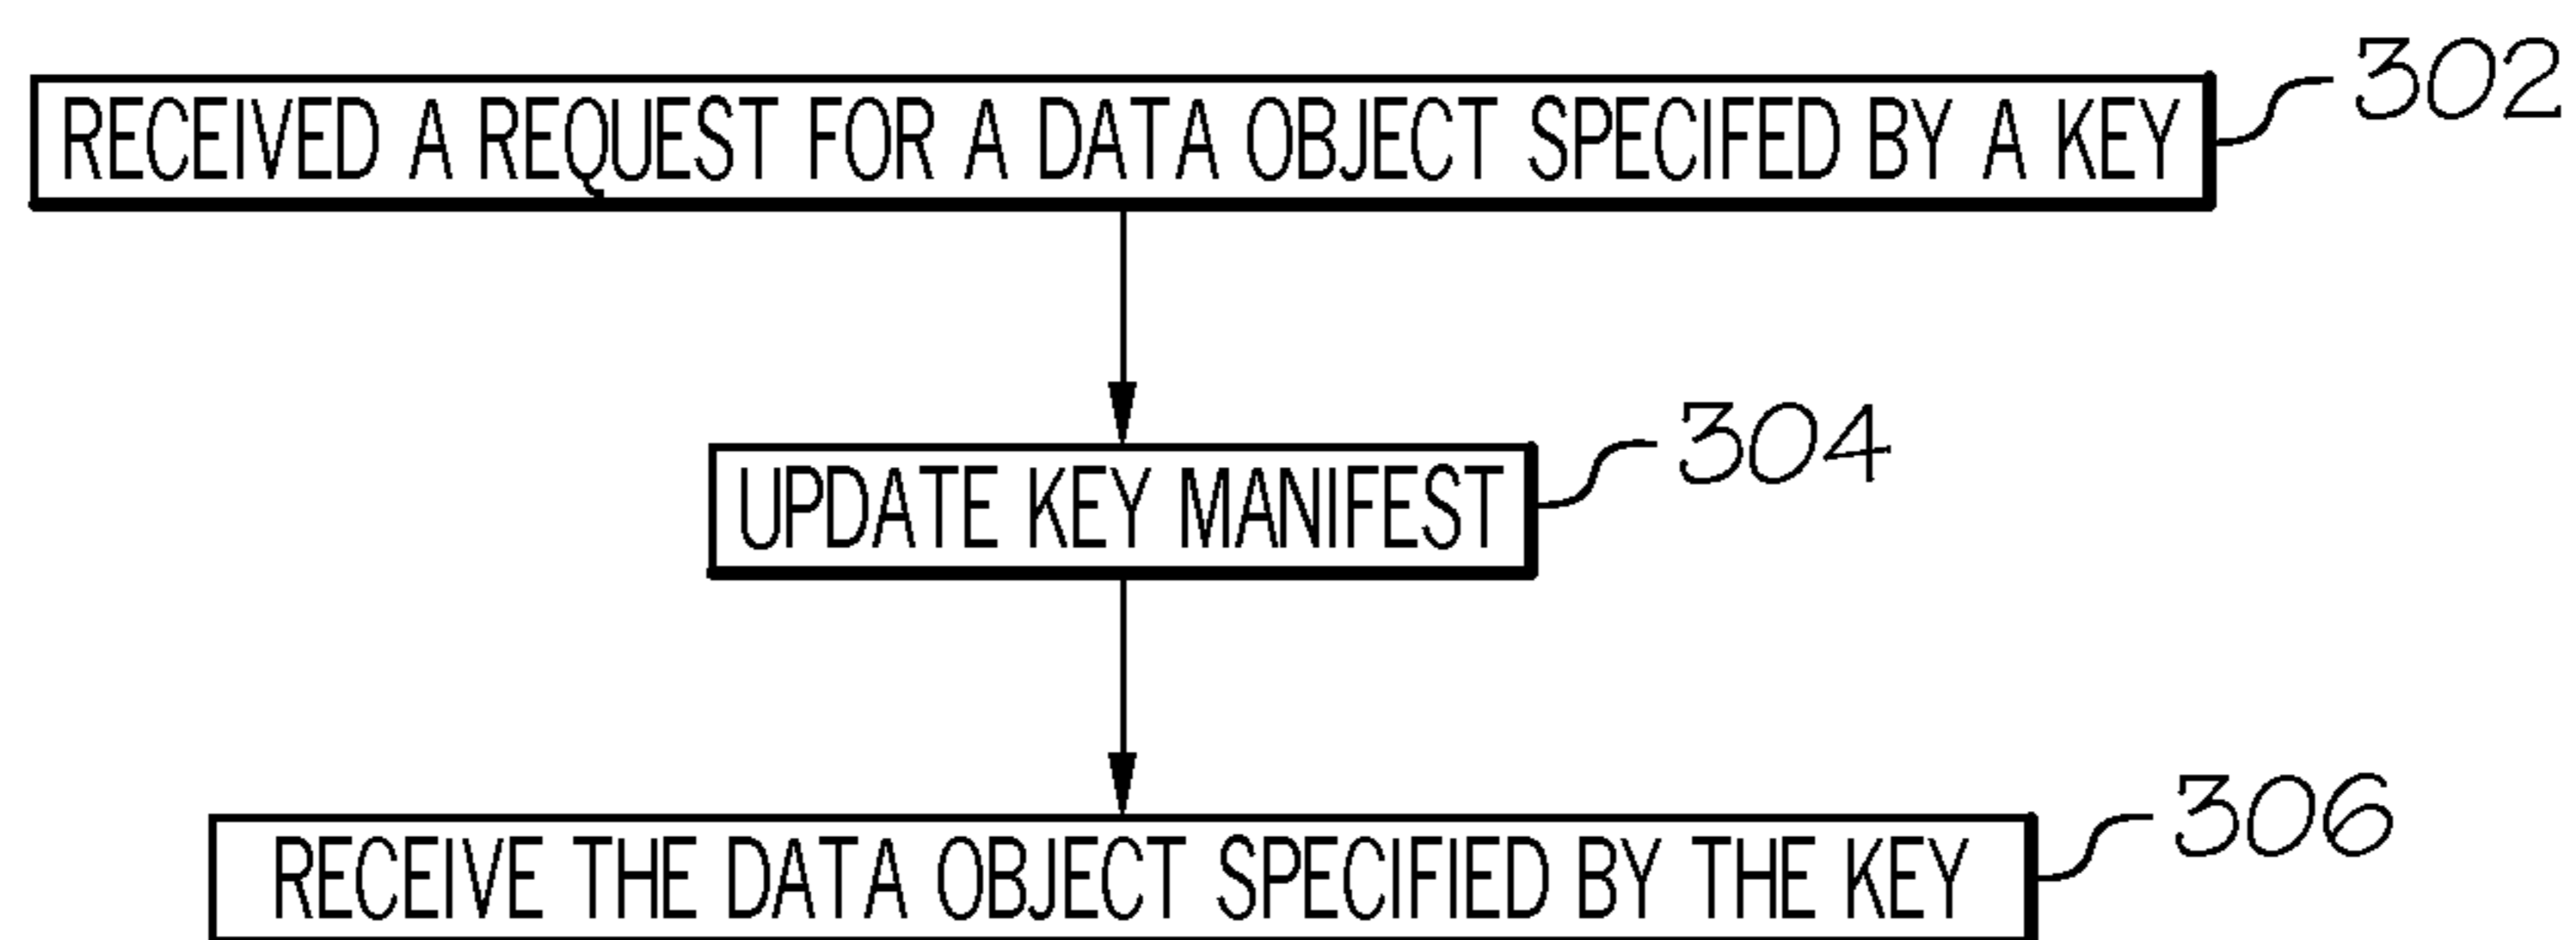 RECEIVED A REQUEST FOR A DATA OBJECT SPECIFED BY A KEY
302
UPDATE KEY MANIFEST
304
RECEIVE THE DATA OBJECT SPECIFIED BY THE KEY
306